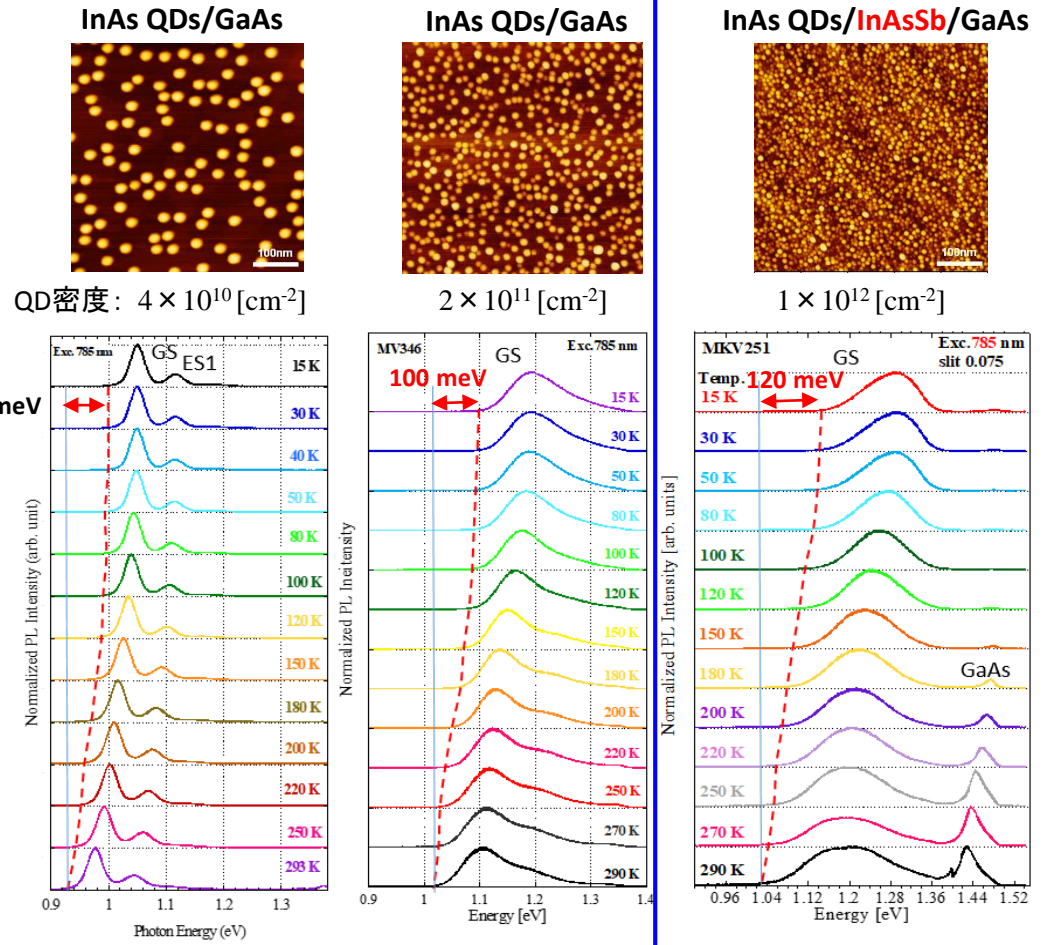 InAs QDs/GaAs
InAs QDs/GaAs
InAs QDs/InAsSb/GaAs
100nm
100nm
QD密度: 4×10¹⁰ [cm⁻²]
2×10¹¹ [cm⁻²]
1×10¹² [cm⁻²]
Exc. 785 nm
GS
ES1
meV
15 K
30 K
40 K
50 K
80 K
100 K
120 K
150 K
180 K
200 K
220 K
250 K
293 K
Normalized PL Intensity (arb. unit)
0.9
1
1.1
1.2
1.3
Photon Energy (eV)
MV346
GS
Exc.785 nm
100 meV
15 K
30 K
50 K
80 K
100 K
120 K
150 K
180 K
200 K
220 K
250 K
270 K
290 K
Normalized PL Ineitensity
0.9
1
1.1
1.2
1.3
1.4
Energy [eV]
MKV251
GS
Exc.785 nm
slit 0.075
Temp.
120 meV
15 K
30 K
50 K
80 K
100 K
120 K
150 K
180 K
GaAs
200 K
220 K
250 K
270 K
290 K
Normalized PL Intensity [arb. units]
0.96 1.04 1.12 1.2 1.28 1.36 1.44 1.52
Energy [eV]